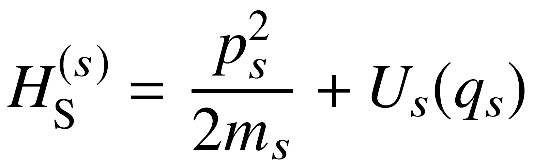 H_S^{(s)} = \frac{p_s^2}{2m_s} + U_s(q_s)